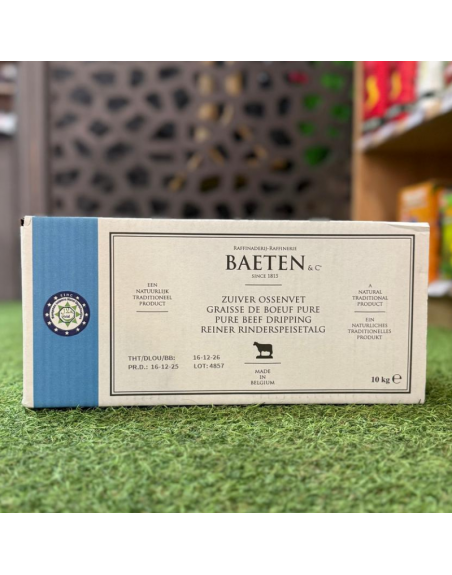 RAFFINADERIJ-RAFFINERIE
BAETEN & Cº
SINCE 1813
EEN
NATUURLIJK
TRADITIONEEL
PRODUCT
A
NATURAL
TRADITIONAL
PRODUCT
EIN
NATÜRLICHES
TRADITIONELLES
PRODUKT
ZUIVER OSSENVET
GRAISSE DE BOEUF PURE
PURE BEEF DRIPPING
REINER RINDERSPEISETALG
THT/DLOU/BB: 16-12-26
PR.D.: 16-12-25 LOT: 4857
MADE
IN
BELGIUM
10 kg e